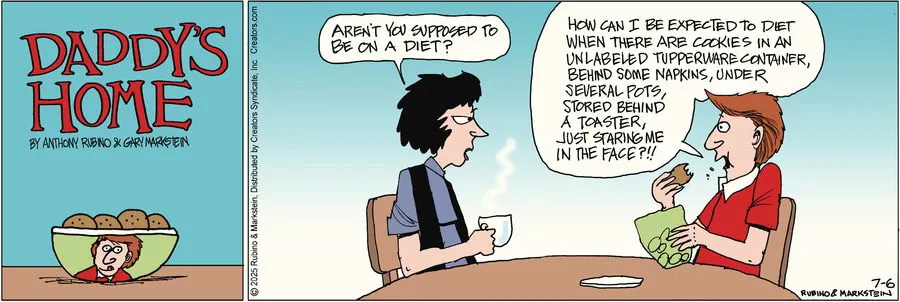 DADDY'S
HOME
BY ANTHONY RUBINO & GARY MARKSTEIN
© 2025 Rubino & Markstein, Distributed by Creators Syndicate, Inc Creators.com
AREN'T YOU SUPPOSED TO
BE ON A DIET?
HOW CAN I BE EXPECTED TO DIET
WHEN THERE ARE COOKIES IN AN
UNLABELED TUPPERWARE CONTAINER,
BEHIND SOME NAPKINS, UNDER
SEVERAL POTS,
STORED BEHIND
A TOASTER,
JUST STARING ME
IN THE FACE?!!
7-6
RUBINO & MARKSTEIN